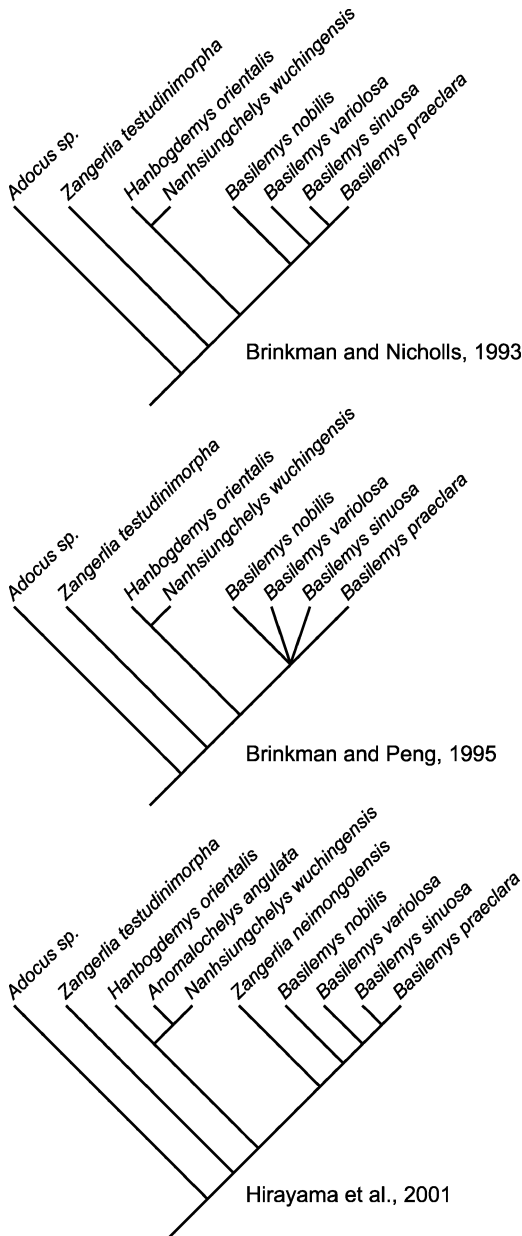 Adocus sp.
Zangerlia testudinimorpha
Hanbogdemys orientalis
Nanhsiungchelys wuchingensis
Basilemys nobilis
Basilemys variolosa
Basilemys sinuosa
Basilemys praeclara
Brinkman and Nicholls, 1993
Adocus sp.
Zangerlia testudinimorpha
Hanbogdemys orientalis
Nanhsiungchelys wuchingensis
Basilemys nobilis
Basilemys variolosa
Basilemys sinuosa
Basilemys praeclara
Brinkman and Peng, 1995
Adocus sp.
Zangerlia testudinimorpha
Hanbogdemys orientalis
Anomalochelys angulata
Nanhsiungchelys wuchingensis
Zangerlia neimongolensis
Basilemys nobilis
Basilemys variolosa
Basilemys sinuosa
Basilemys praeclara
Hirayama et al., 2001